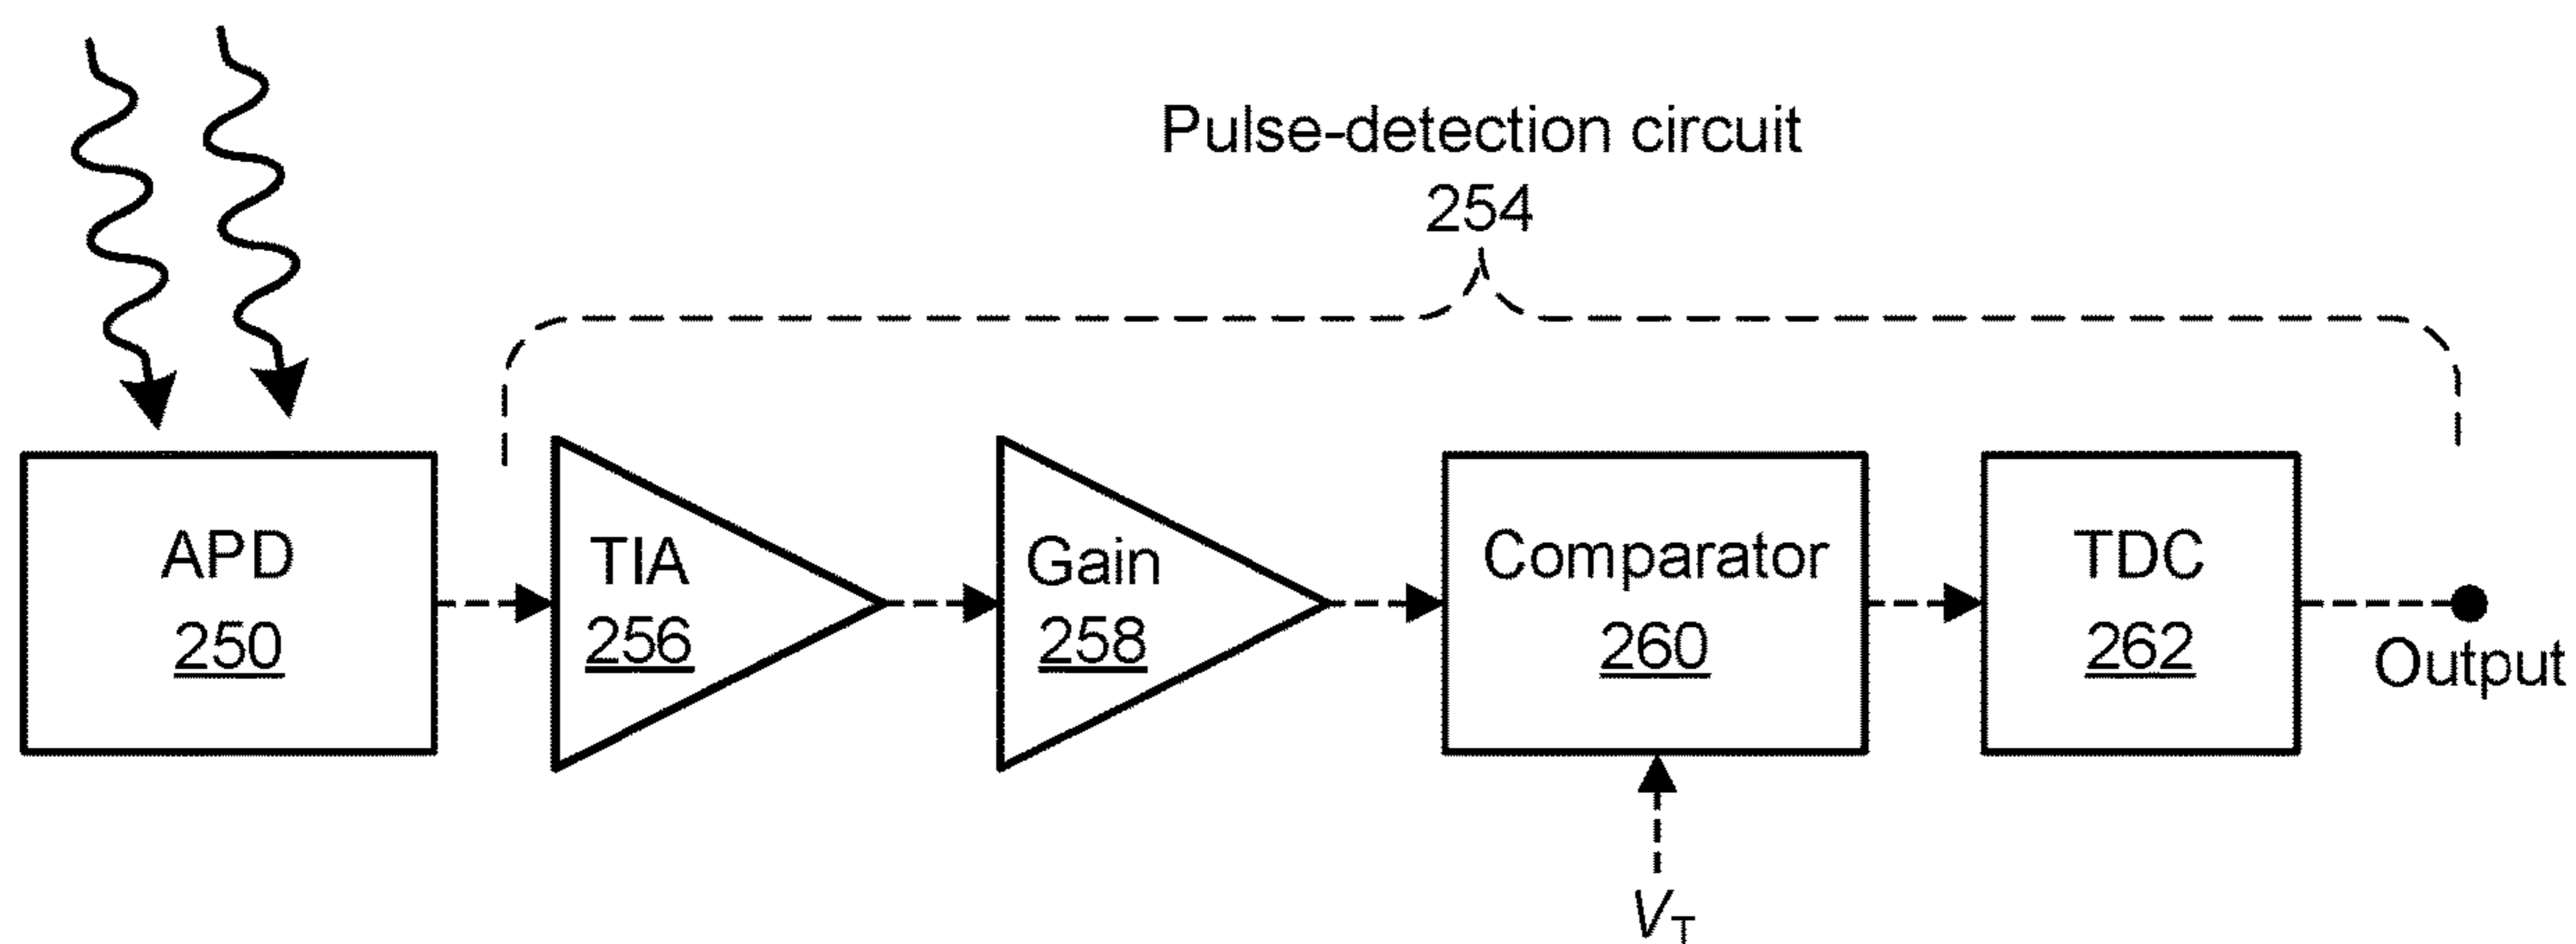 Pulse-detection circuit
254
APD
250
TIA
256
Gain
258
Comparator
260
TDC
262
Output
VT